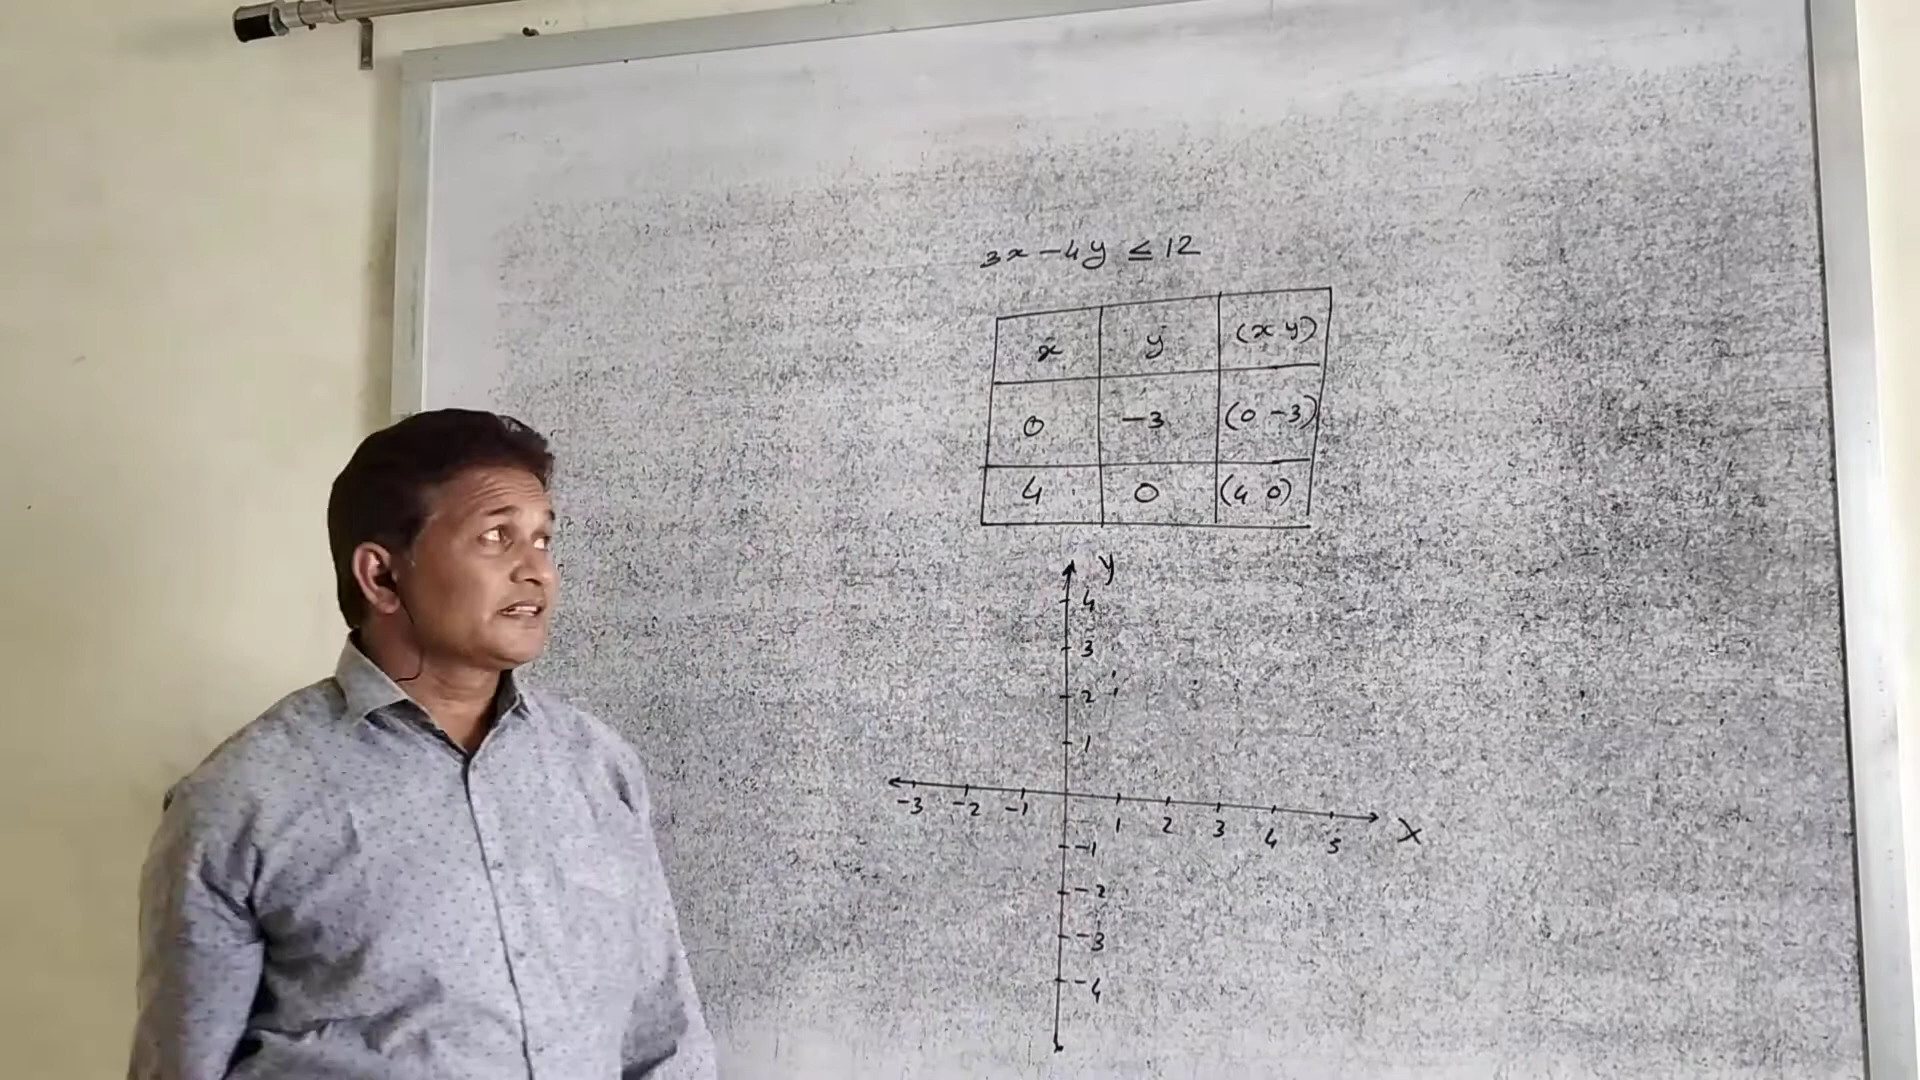 3x - 4y ≤ 12
x y (x y)
0 -3 (0 -3)
4 0 (4 0)
y
4
3
2
1
-3 -2 -1 1 2 3 4 5 X
-1
-2
-3
-4